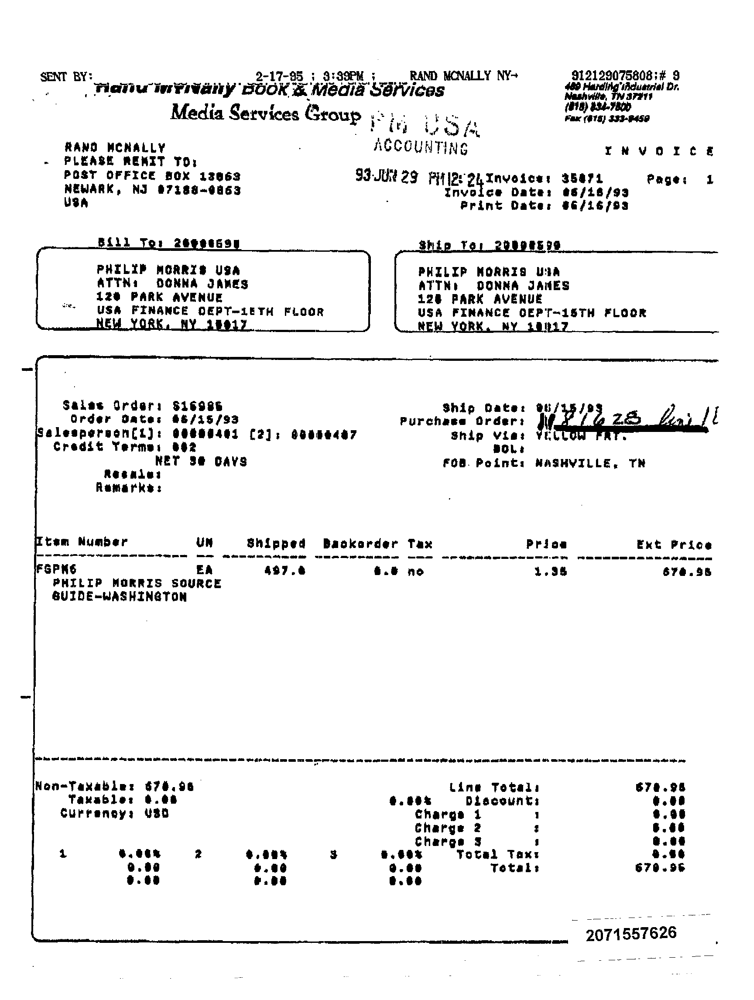 SENT BY: 2-17-95 ; 3:39PM ; RAND MCNALLY NY→ 912129075808;# 9
Rand McNally Book & Media Services
Media Services Group
469 Harding Industrial Dr.
Nashville, TN 37211
(615) 834-7500
Fax (615) 333-9459
PM USA
ACCOUNTING
93 JUN 29 PM 12: 24
RAND MCNALLY
PLEASE REMIT TO:
POST OFFICE BOX 13863
NEWARK, NJ 07188-0863
USA
INVOICE
Invoice: 35871 Page: 1
Invoice Date: 06/16/93
Print Date: 06/16/93
Bill To: 20000590
PHILIP MORRIS USA
ATTN: DONNA JAMES
120 PARK AVENUE
USA FINANCE DEPT-15TH FLOOR
NEW YORK, NY 10017
Ship To: 20000590
PHILIP MORRIS USA
ATTN: DONNA JAMES
120 PARK AVENUE
USA FINANCE DEPT-15TH FLOOR
NEW YORK, NY 10017
Sales Order: S16985
Order Date: 06/15/93
Salesperson[1]: 00000401 [2]: 00000407
Credit Terms: 002
NET 30 DAYS
Resale:
Remarks:
Ship Date: 06/15/93
Purchase Order: 81628
Ship Via: YELLOW FRT.
BOL:
FOB Point: NASHVILLE, TN
Item Number UM Shipped Backorder Tax Price Ext Price
FGPM6 EA 497.0 0.0 no 1.35 670.95
PHILIP MORRIS SOURCE
GUIDE-WASHINGTON
Non-Taxable: 670.95 Line Total: 670.95
Taxable: 0.00 0.00% Discount: 0.00
Currency: USD Charge 1 : 0.00
Charge 2 : 0.00
Charge 3 : 0.00
1 0.00% 2 0.00% 3 0.00% Total Tax: 0.00
0.00 0.00 0.00 Total: 670.95
0.00 0.00 0.00
2071557626